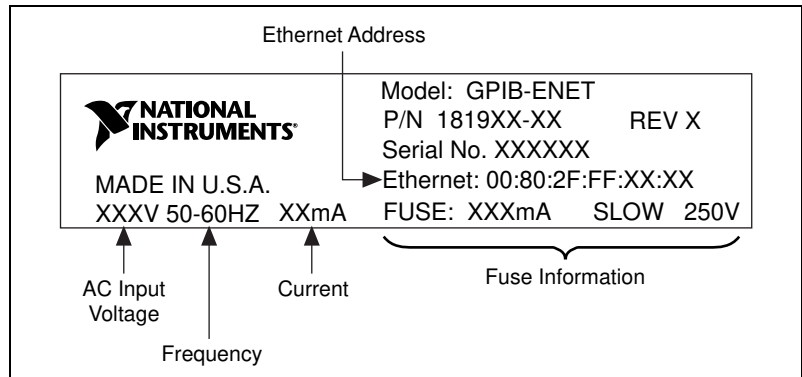 Ethernet Address
NATIONAL
INSTRUMENTS
MADE IN U.S.A.
XXXV 50-60HZ XXmA
Model: GPIB-ENET
P/N 1819XX-XX REV X
Serial No. XXXXXX
Ethernet: 00:80:2F:FF:XX:XX
FUSE: XXXmA SLOW 250V
AC Input
Voltage
Frequency
Current
Fuse Information